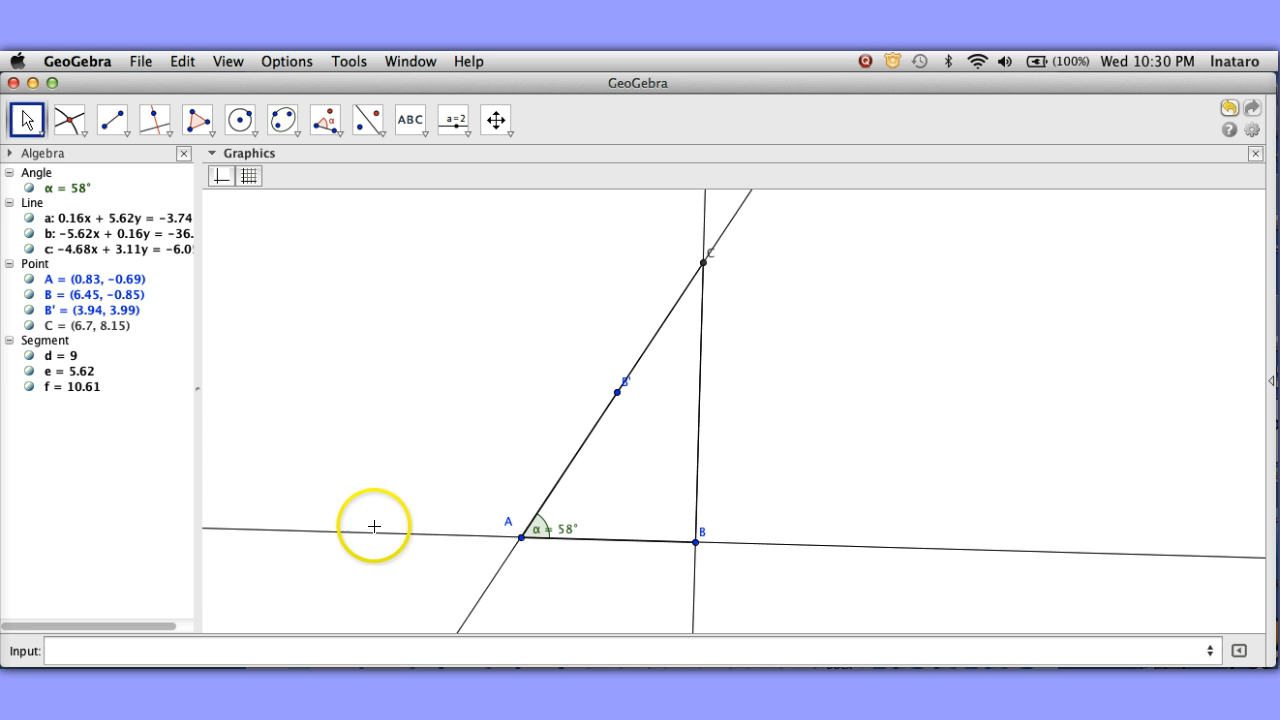 GeoGebra File Edit View Options Tools Window Help (100%) Wed 10:30 PM Inataro
GeoGebra
ABC a=2
Algebra
Graphics
Angle
α = 58°
Line
a: 0.16x + 5.62y = −3.74
b: −5.62x + 0.16y = −36.
c: −4.68x + 3.11y = −6.0
Point
A = (0.83, −0.69)
B = (6.45, −0.85)
B' = (3.94, 3.99)
C = (6.7, 8.15)
Segment
d = 9
e = 5.62
f = 10.61
C
B'
A
α = 58°
B
Input: